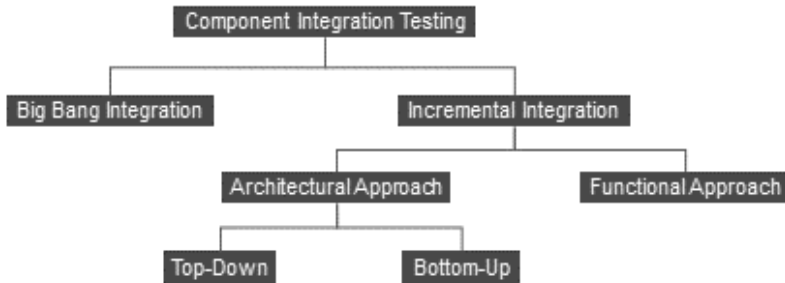 Component Integration Testing
Big Bang Integration
Incremental Integration
Architectural Approach
Functional Approach
Top-Down
Bottom-Up